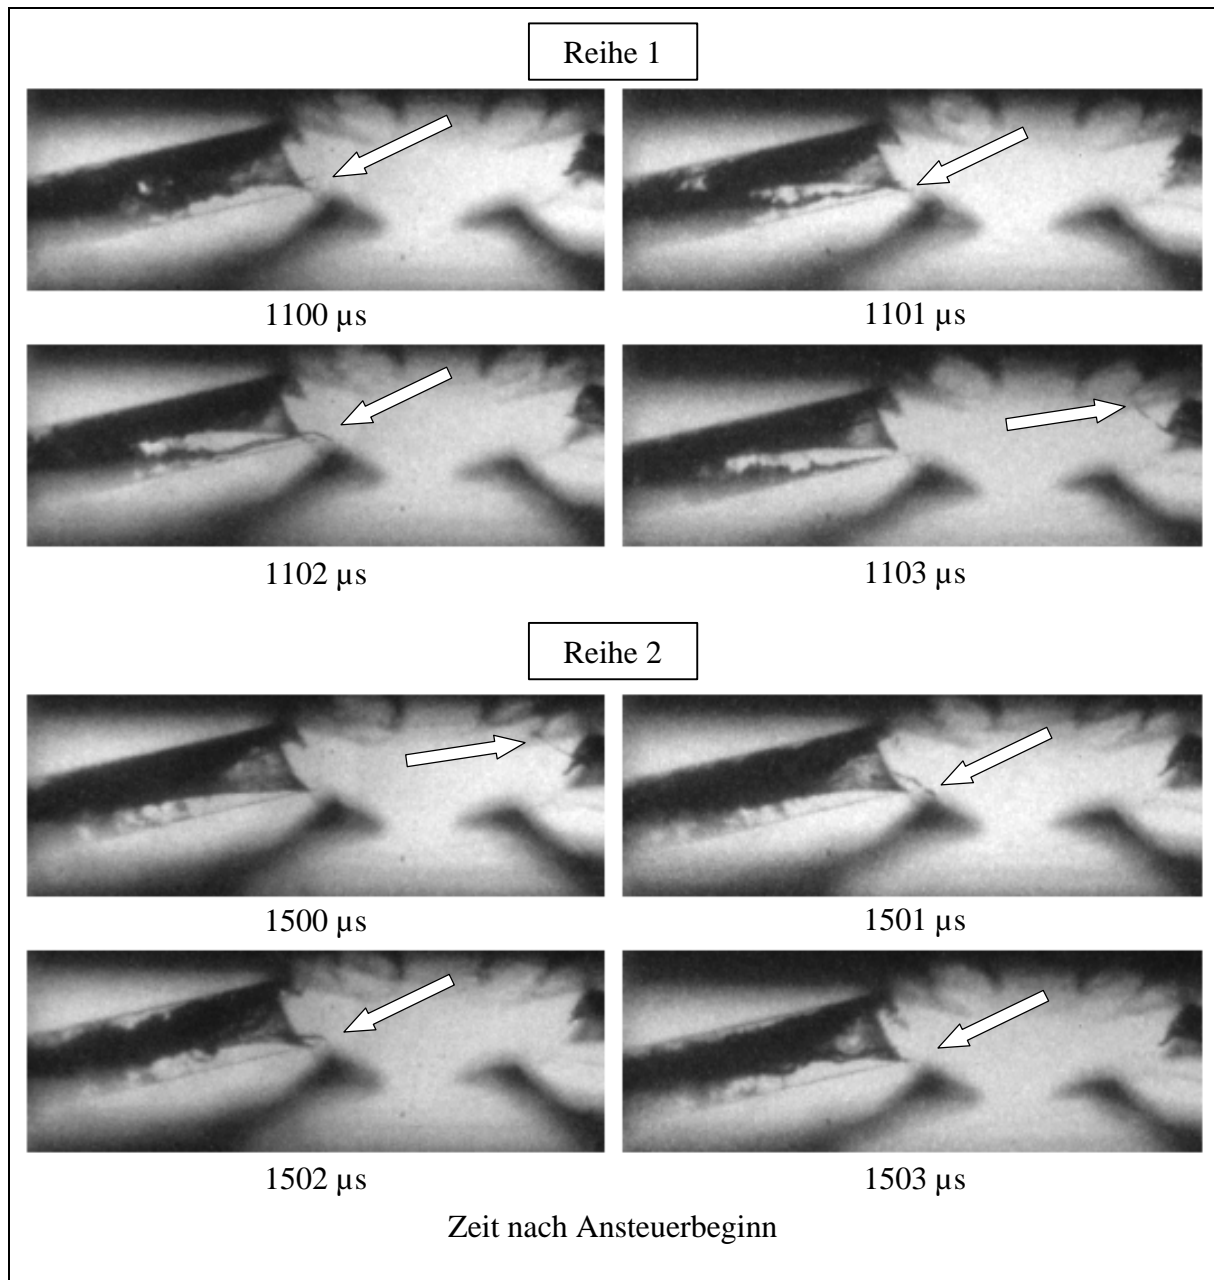 Reihe 1
1100 µs
1101 µs
1102 µs
1103 µs
Reihe 2
1500 µs
1501 µs
1502 µs
1503 µs
Zeit nach Ansteuerbeginn